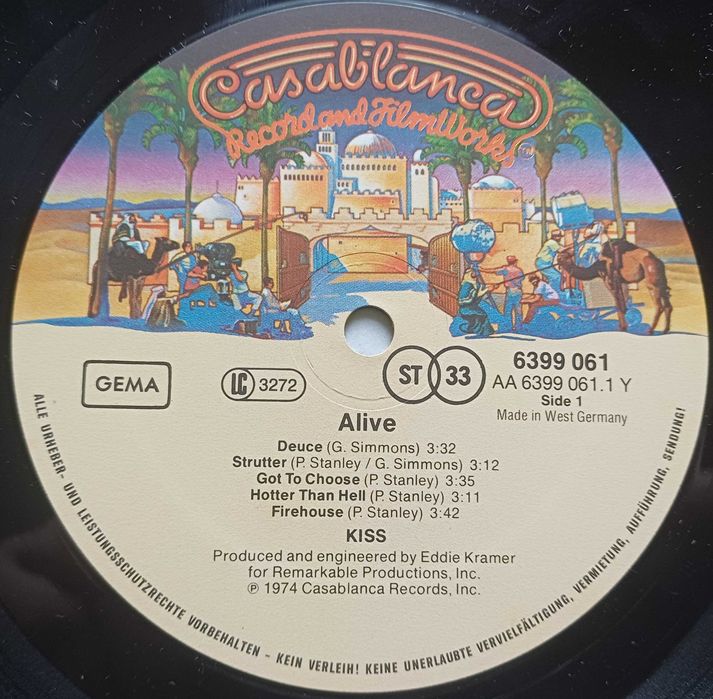 Casablanca
Record and FilmWorks
TM
GEMA
LC 3272
ST 33
6399 061
AA 6399 061.1 Y
Side 1
Made in West Germany
Alive
Deuce (G. Simmons) 3:32
Strutter (P. Stanley / G. Simmons) 3:12
Got To Choose (P. Stanley) 3:35
Hotter Than Hell (P. Stanley) 3:11
Firehouse (P. Stanley) 3:42
KISS
Produced and engineered by Eddie Kramer
for Remarkable Productions, Inc.
℗ 1974 Casablanca Records, Inc.
ALLE URHEBER- UND LEISTUNGSSCHUTZRECHTE VORBEHALTEN - KEIN VERLEIH! KEINE UNERLAUBTE VERVIELFÄLTIGUNG, VERMIETUNG, AUFFÜHRUNG, SENDUNG!